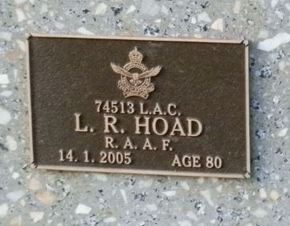 74513 L.A.C.
L. R. HOAD
R. A. A. F.
14. 1. 2005 AGE 80